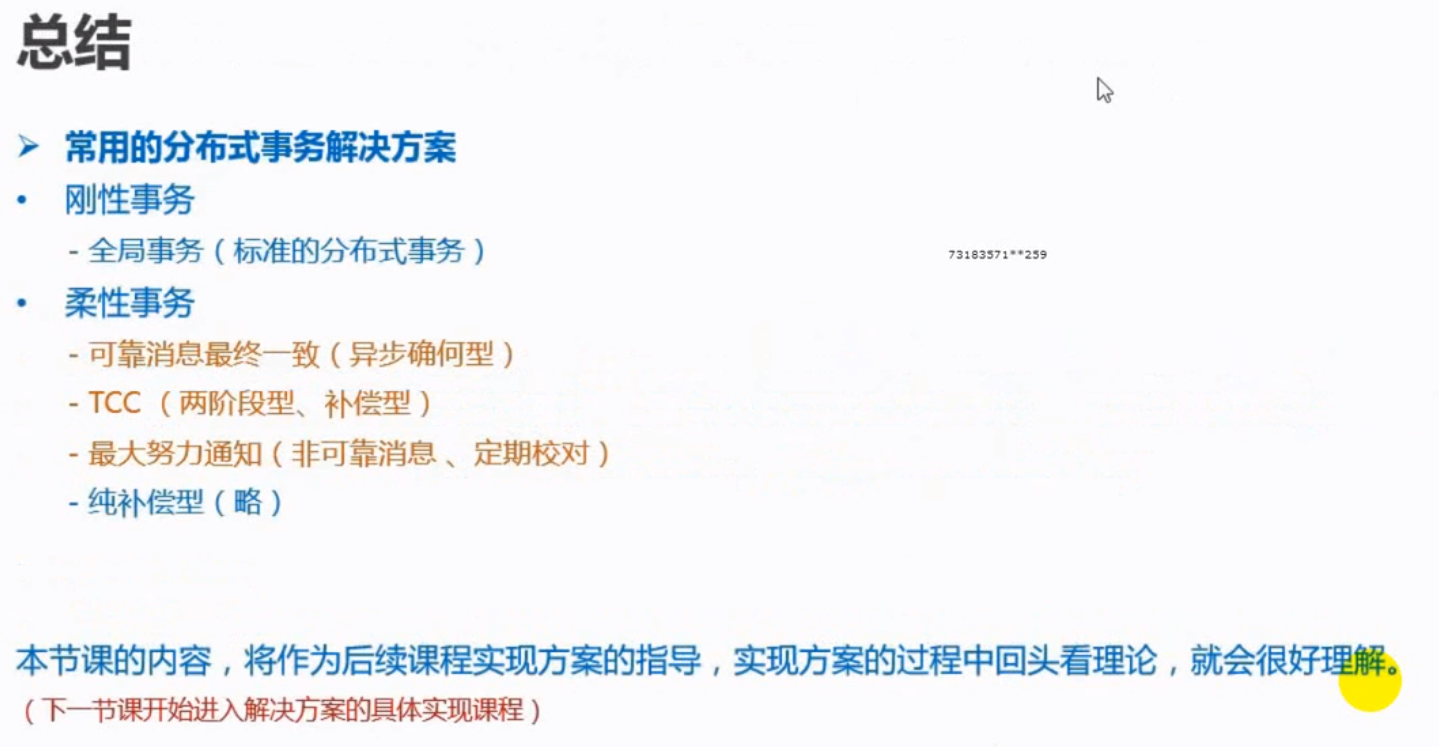 总结
➢ 常用的分布式事务解决方案
• 刚性事务
- 全局事务（标准的分布式事务）
73183571**259
• 柔性事务
- 可靠消息最终一致（异步确何型）
- TCC （两阶段型、补偿型）
- 最大努力通知（非可靠消息 、定期校对）
- 纯补偿型（略）
本节课的内容，将作为后续课程实现方案的指导，实现方案的过程中回头看理论，就会很好理解。
（下一节课开始进入解决方案的具体实现课程）